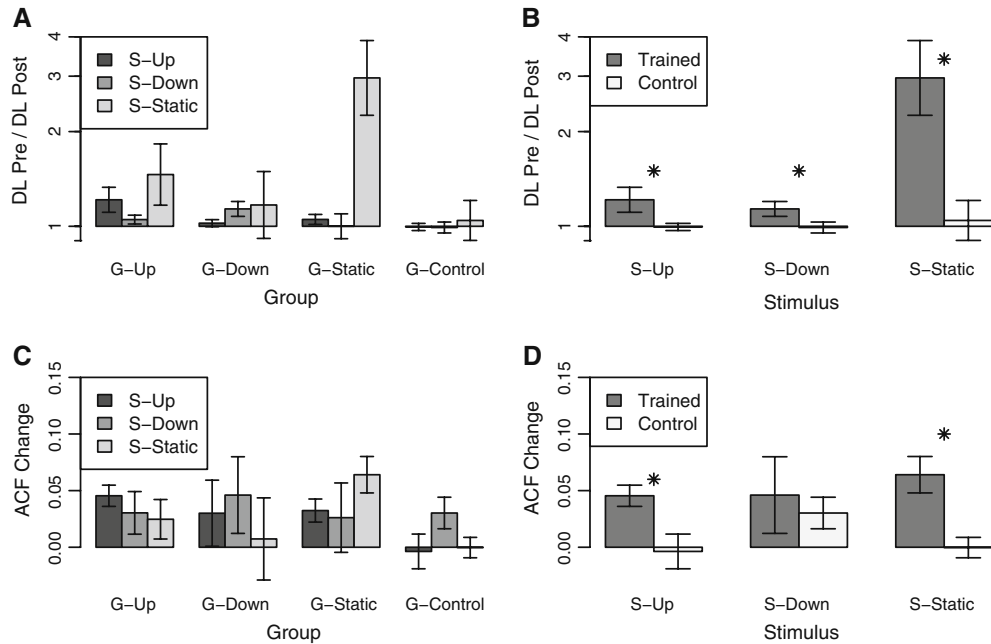 A
DL Pre / DL Post
4
3
2
1
S−Up
S−Down
S−Static
G−Up
G−Down
G−Static
G−Control
Group
B
DL Pre / DL Post
4
3
2
1
Trained
Control
*
*
*
S−Up
S−Down
S−Static
Stimulus
C
ACF Change
0.15
0.10
0.05
0.00
S−Up
S−Down
S−Static
G−Up
G−Down
G−Static
G−Control
Group
D
ACF Change
0.15
0.10
0.05
0.00
Trained
Control
*
*
S−Up
S−Down
S−Static
Stimulus